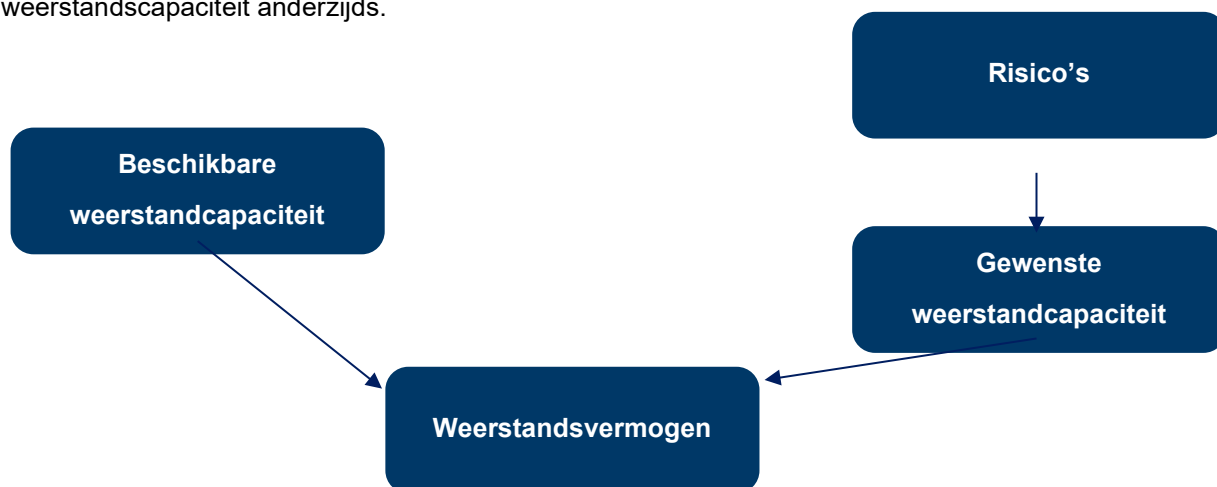 weerstandscapaciteit anderzijds.
Risico’s
Beschikbare
weerstandcapaciteit
Gewenste
weerstandcapaciteit
Weerstandsvermogen